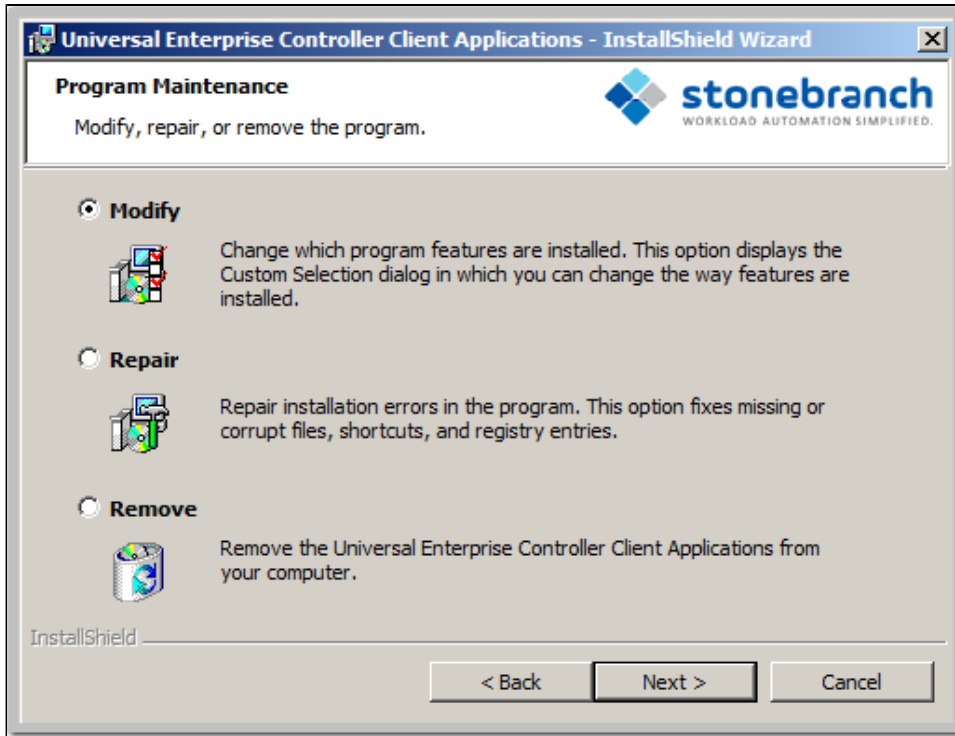 Universal Enterprise Controller Client Applications - InstallShield Wizard
Program Maintenance
Modify, repair, or remove the program.
stonebranch
WORKLOAD AUTOMATION SIMPLIFIED.
Modify
Change which program features are installed. This option displays the
Custom Selection dialog in which you can change the way features are
installed.
Repair
Repair installation errors in the program. This option fixes missing or
corrupt files, shortcuts, and registry entries.
Remove
Remove the Universal Enterprise Controller Client Applications from
your computer.
InstallShield
< Back
Next >
Cancel